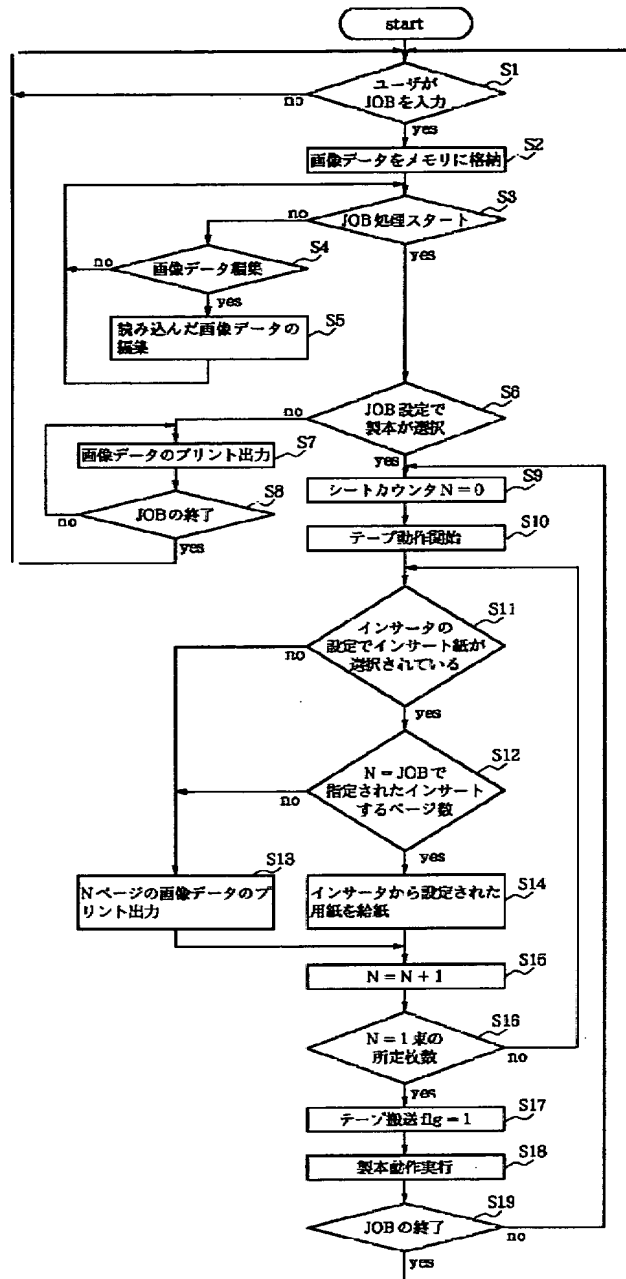 start
S1
ユーザが
JOBを入力
no
yes
S2
画像データをメモリに格納
S3
JOB処理スタート
no
yes
S4
画像データ編集
no
yes
S5
読み込んだ画像データの
編集
S6
JOB設定で
製本が選択
no
yes
S7
画像データのプリント出力
S8
JOBの終了
no
yes
S9
シートカウンタN=0
S10
テープ動作開始
S11
インサータの
設定でインサート紙が
選択されている
no
yes
S12
N=JOBで
指定されたインサート
するページ数
no
yes
S13
Nページの画像データのプ
リント出力
S14
インサータから設定された
用紙を給紙
S15
N=N+1
S16
N=1束の
所定枚数
no
yes
S17
テープ搬送flg=1
S18
製本動作実行
S19
JOBの終了
no
yes